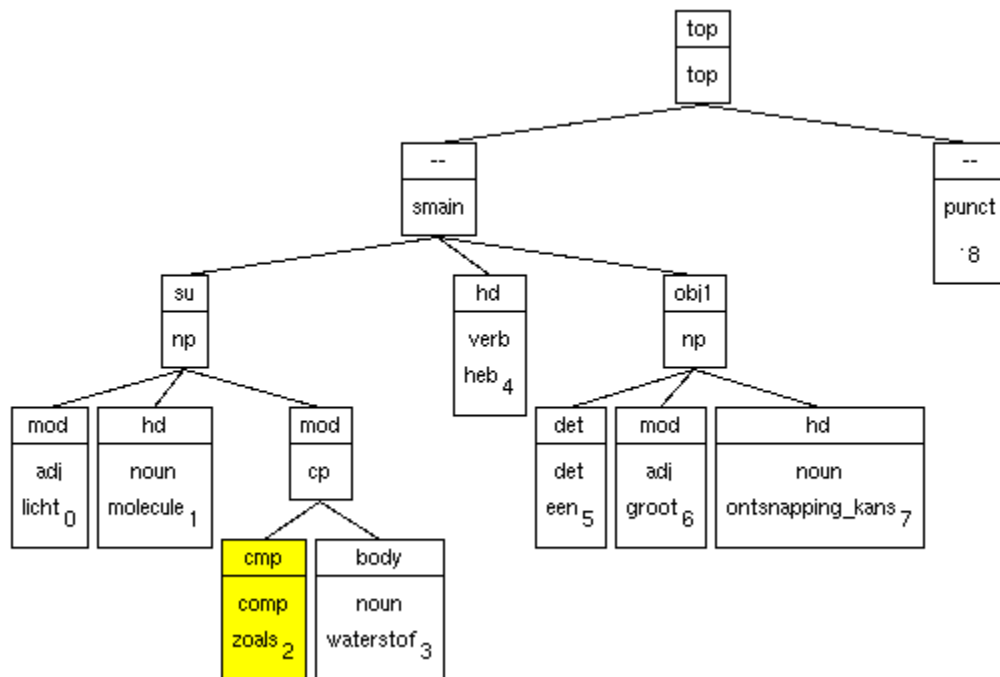 top
top
--
smain
--
punct
.8
su
np
hd
verb
heb 4
obj1
np
mod
adj
licht 0
hd
noun
molecule 1
mod
cp
det
det
een 5
mod
adj
groot 6
hd
noun
ontsnapping_kans 7
cmp
comp
zoals 2
body
noun
waterstof 3